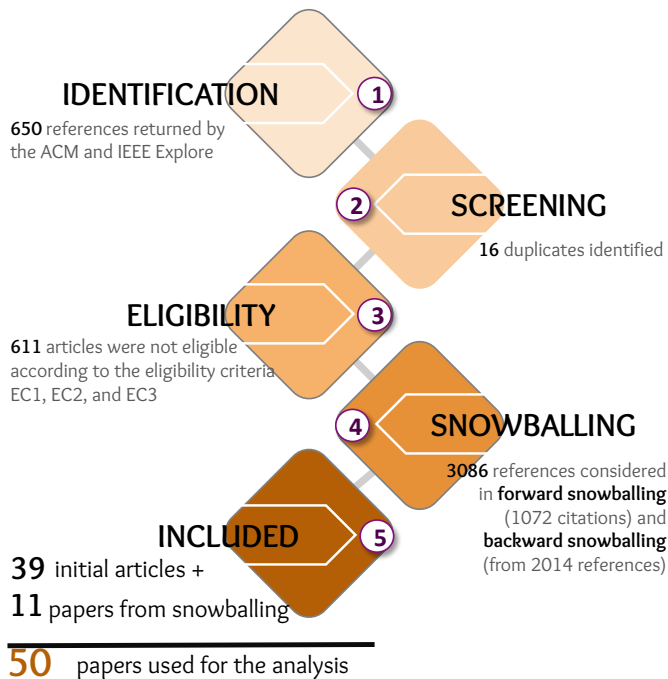 1
IDENTIFICATION
650 references returned by
the ACM and IEEE Explore
2
SCREENING
16 duplicates identified
3
ELIGIBILITY
611 articles were not eligible
according to the eligibility criteria
EC1, EC2, and EC3
4
SNOWBALLING
3086 references considered
in forward snowballing
(1072 citations) and
backward snowballing
(from 2014 references)
5
INCLUDED
39 initial articles +
11 papers from snowballing
50 papers used for the analysis